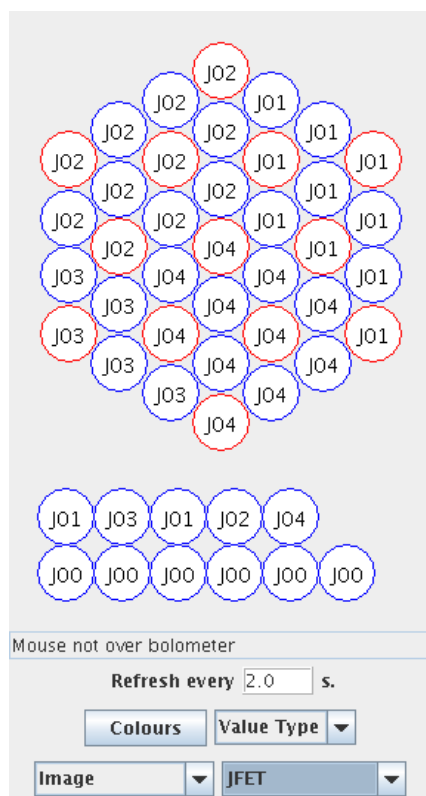 J02
J02 J01
J02 J02 J01
J02 J02 J01 J01
J02 J02 J01
J02 J02 J01 J01
J02 J04 J01
J03 J04 J04 J01
J03 J04 J04
J03 J04 J04 J01
J03 J04 J04
J03 J04
J04
J01 J03 J01 J02 J04
J00 J00 J00 J00 J00 J00
Mouse not over bolometer
Refresh every 2.0 s.
Colours Value Type
Image JFET